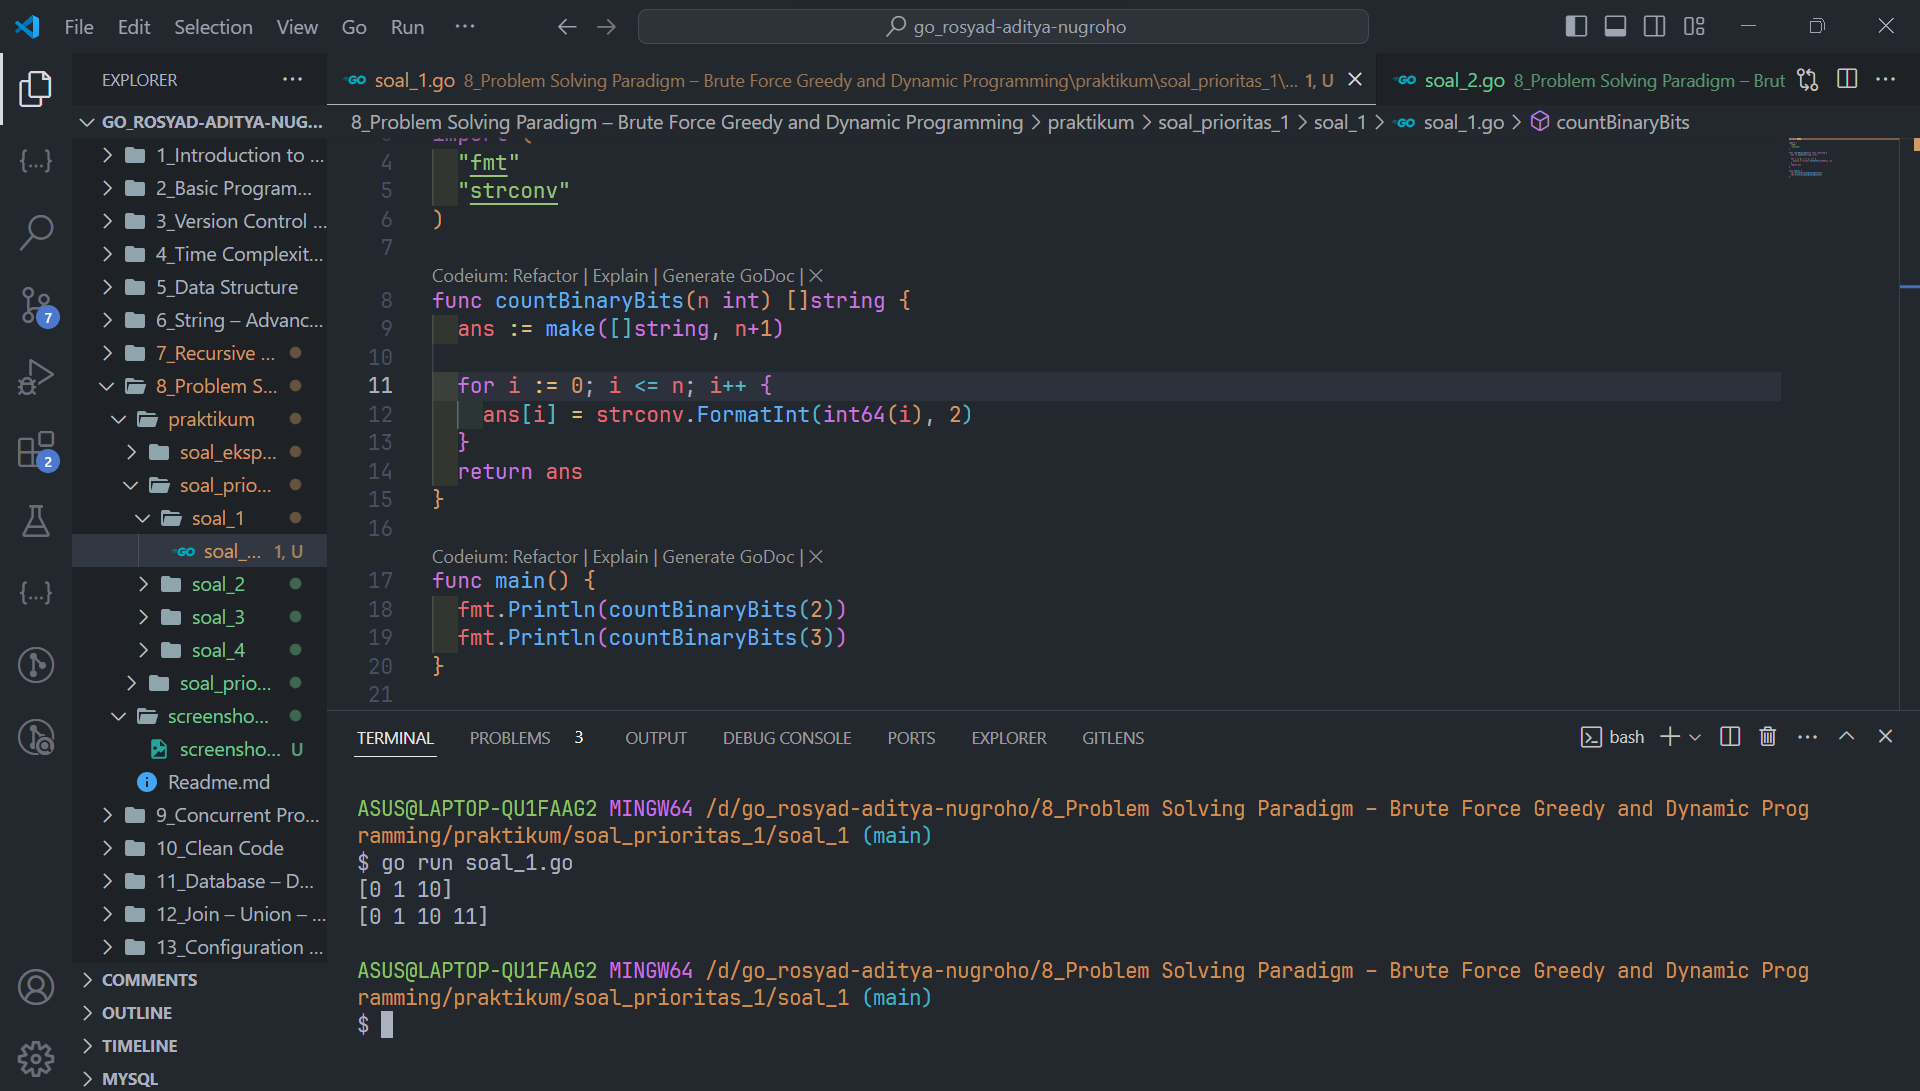 File Edit Selection View Go Run ···
go_rosyad-aditya-nugroho
EXPLORER
GO_ROSYAD-ADITYA-NUG...
1_Introduction to ...
2_Basic Program...
3_Version Control ...
4_Time Complexit...
5_Data Structure
6_String – Advanc...
7_Recursive ...
8_Problem S...
praktikum
soal_eksp...
soal_prio...
soal_1
soal_... 1, U
soal_2
soal_3
soal_4
soal_prio...
screensho...
screensho... U
Readme.md
9_Concurrent Pro...
10_Clean Code
11_Database – D...
12_Join – Union – ...
13_Configuration ...
COMMENTS
OUTLINE
TIMELINE
MYSQL
7
2
soal_1.go 8_Problem Solving Paradigm – Brute Force Greedy and Dynamic Programming\praktikum\soal_prioritas_1\... 1, U
soal_2.go 8_Problem Solving Paradigm – Brut
8_Problem Solving Paradigm – Brute Force Greedy and Dynamic Programming > praktikum > soal_prioritas_1 > soal_1 > soal_1.go > countBinaryBits
4 "fmt"
5 "strconv"
6 )
7
Codeium: Refactor | Explain | Generate GoDoc | X
8 func countBinaryBits(n int) []string {
9 ans := make([]string, n+1)
10
11 for i := 0; i <= n; i++ {
12 ans[i] = strconv.FormatInt(int64(i), 2)
13 }
14 return ans
15 }
16
Codeium: Refactor | Explain | Generate GoDoc | X
17 func main() {
18 fmt.Println(countBinaryBits(2))
19 fmt.Println(countBinaryBits(3))
20 }
21
TERMINAL PROBLEMS 3 OUTPUT DEBUG CONSOLE PORTS EXPLORER GITLENS
bash
ASUS@LAPTOP-QU1FAAG2 MINGW64 /d/go_rosyad-aditya-nugroho/8_Problem Solving Paradigm – Brute Force Greedy and Dynamic Prog
ramming/praktikum/soal_prioritas_1/soal_1 (main)
$ go run soal_1.go
[0 1 10]
[0 1 10 11]
ASUS@LAPTOP-QU1FAAG2 MINGW64 /d/go_rosyad-aditya-nugroho/8_Problem Solving Paradigm – Brute Force Greedy and Dynamic Prog
ramming/praktikum/soal_prioritas_1/soal_1 (main)
$